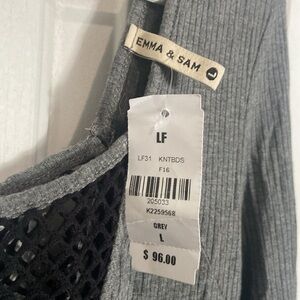 EMMA & SAM L
LF
LF31 KNTBDS
F16
205033
K2259568
GREY
L
$ 96.00